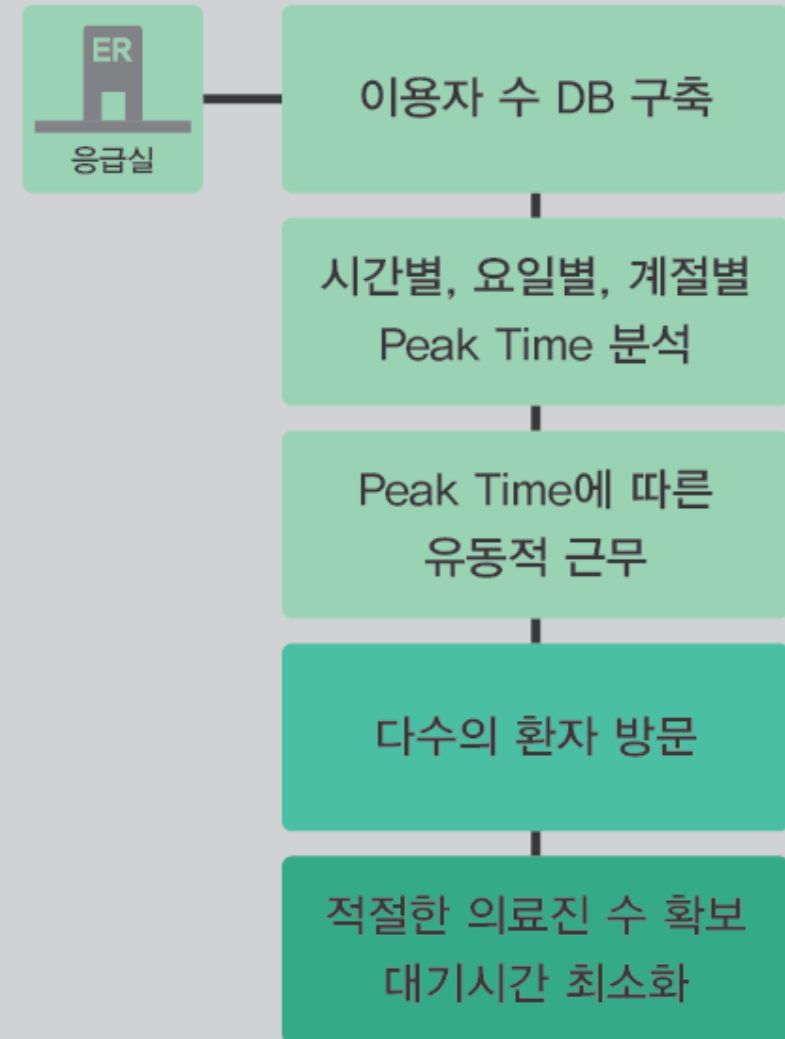 ER
응급실
이용자 수 DB 구축
시간별, 요일별, 계절별
Peak Time 분석
Peak Time에 따른
유동적 근무
다수의 환자 방문
적절한 의료진 수 확보
대기시간 최소화